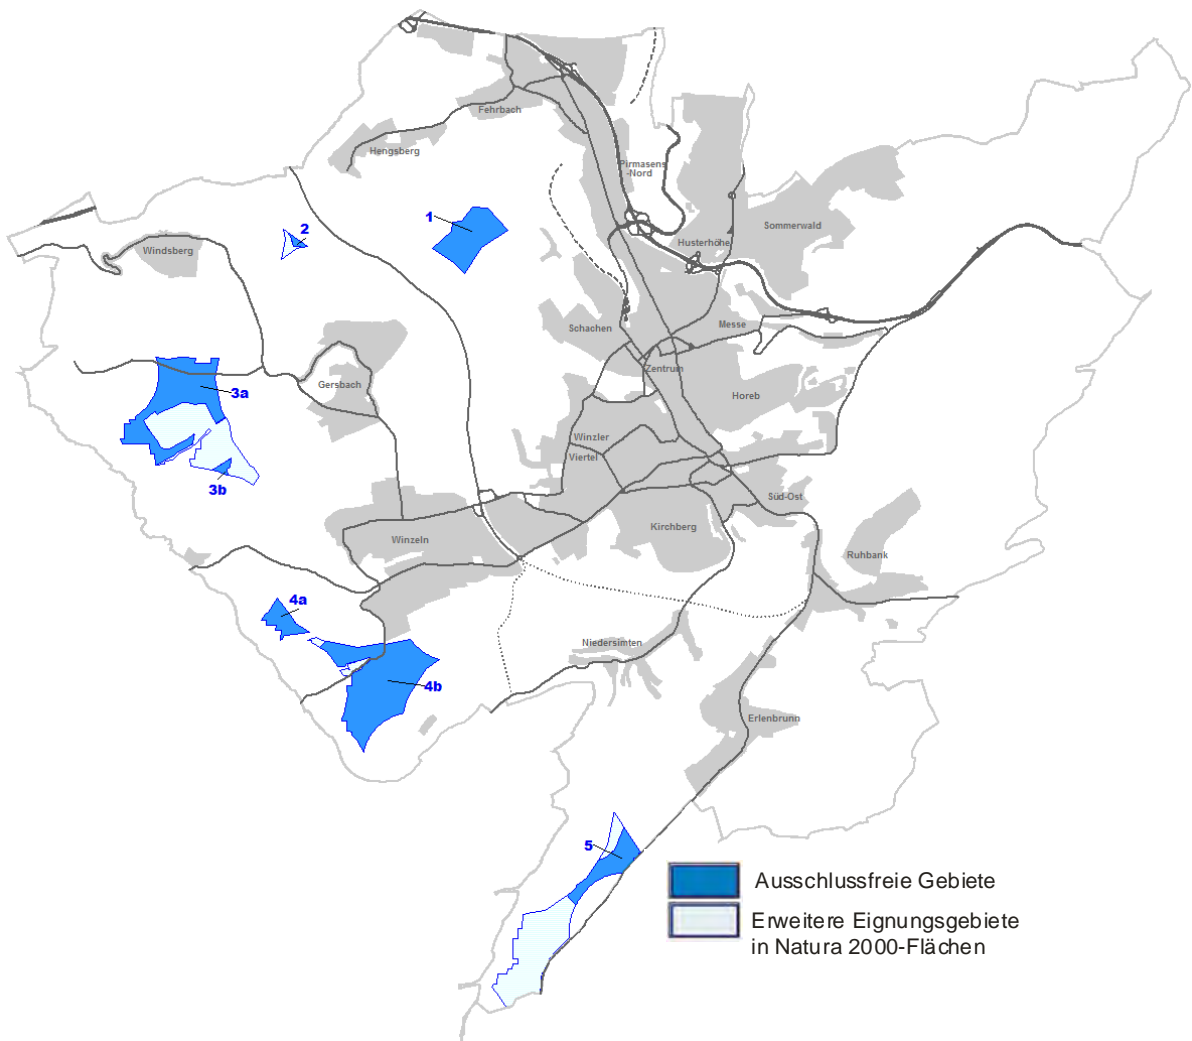 Fehrbach
Hengsberg
Pirmasens
-Nord
1
2
Sommerwald
Husterhöhe
Windsberg
Schachen
Messe
Zentrum
Gersbach
3a
Horeb
Winzler
Viertel
3b
Süd-Ost
Kirchberg
Winzeln
Ruhbank
4a
Niedersimten
4b
Erlenbrunn
5
Ausschlussfreie Gebiete
Erweitere Eignungsgebiete
in Natura 2000-Flächen